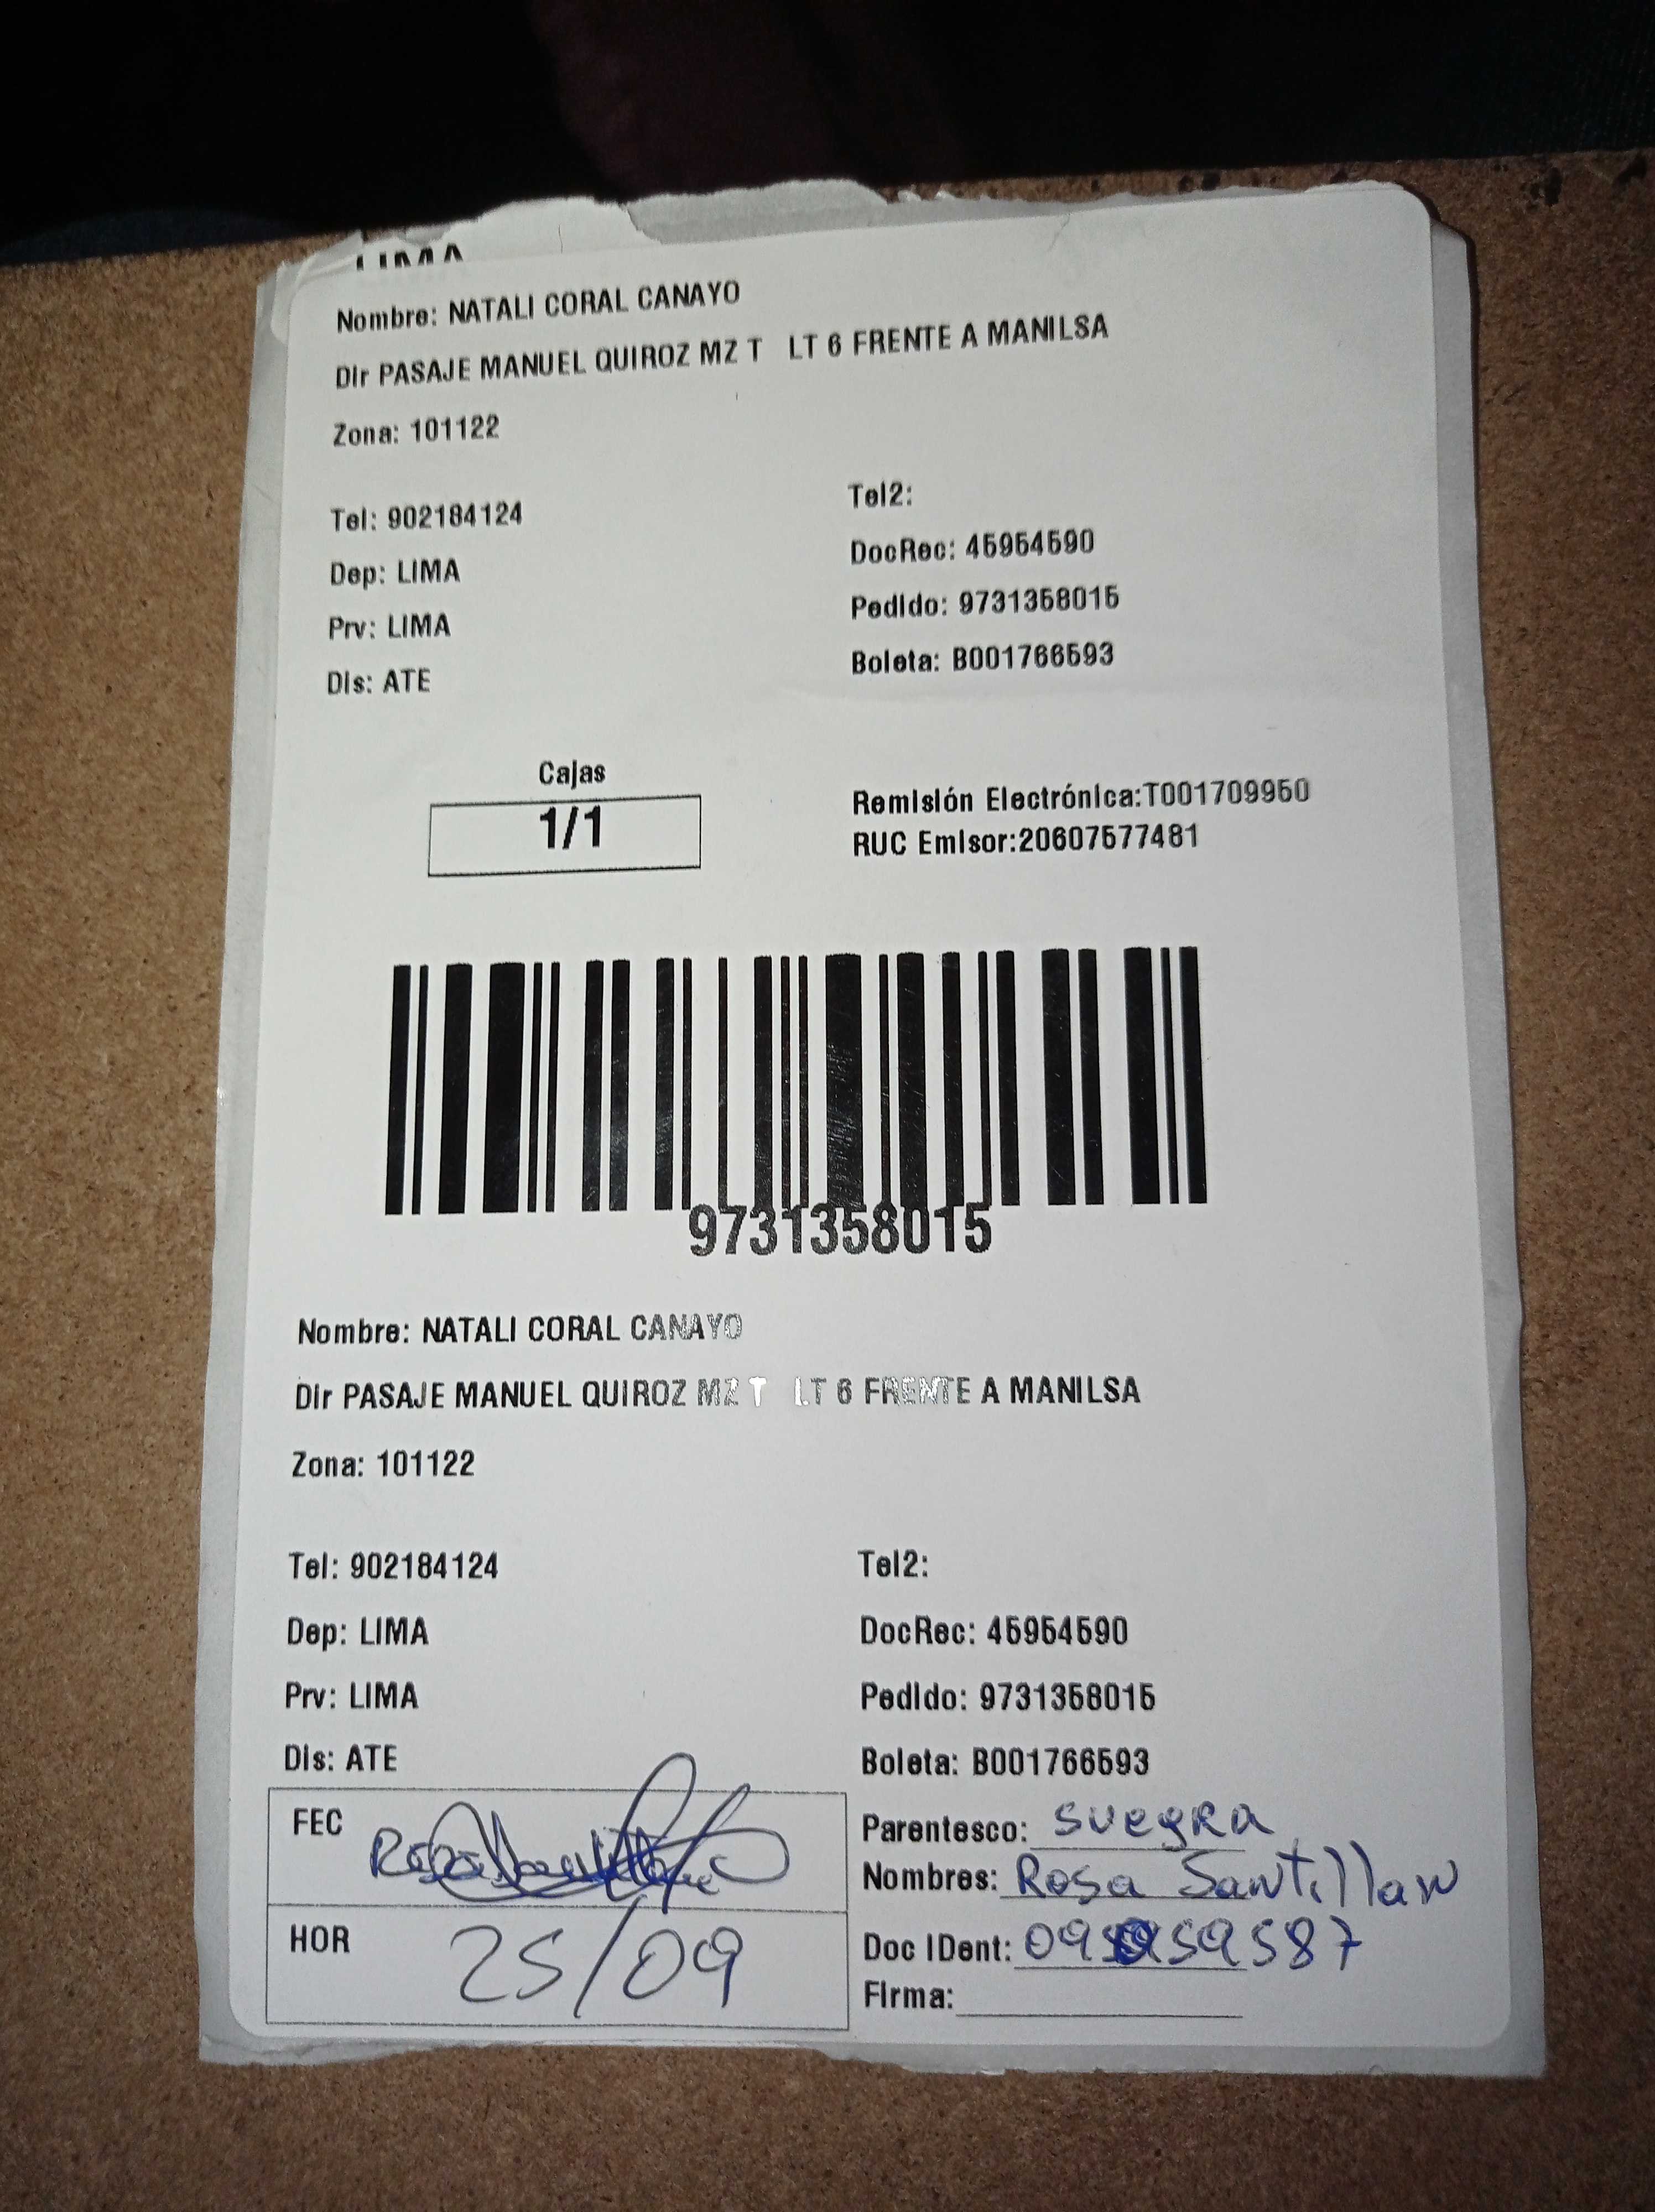 LIMA
Nombre: NATALI CORAL CANAYO
Dir PASAJE MANUEL QUIROZ MZ T LT 6 FRENTE A MANILSA
Zona: 101122
Tel: 902184124
Dep: LIMA
Prv: LIMA
Dis: ATE
Tel2:
DocRec: 45954590
Pedido: 9731358015
Boleta: B001766593
Cajas
1/1
Remisión Electrónica:T001709950
RUC Emisor:20607577481
9731358015
Nombre: NATALI CORAL CANAYO
Dir PASAJE MANUEL QUIROZ MZ T LT 6 FRENTE A MANILSA
Zona: 101122
Tel: 902184124
Dep: LIMA
Prv: LIMA
Dis: ATE
Tel2:
DocRec: 45954590
Pedido: 9731358015
Boleta: B001766593
FEC
HOR 25/09
Parentesco: suegra
Nombres: Rosa Santillan
Doc IDent:
Firma: